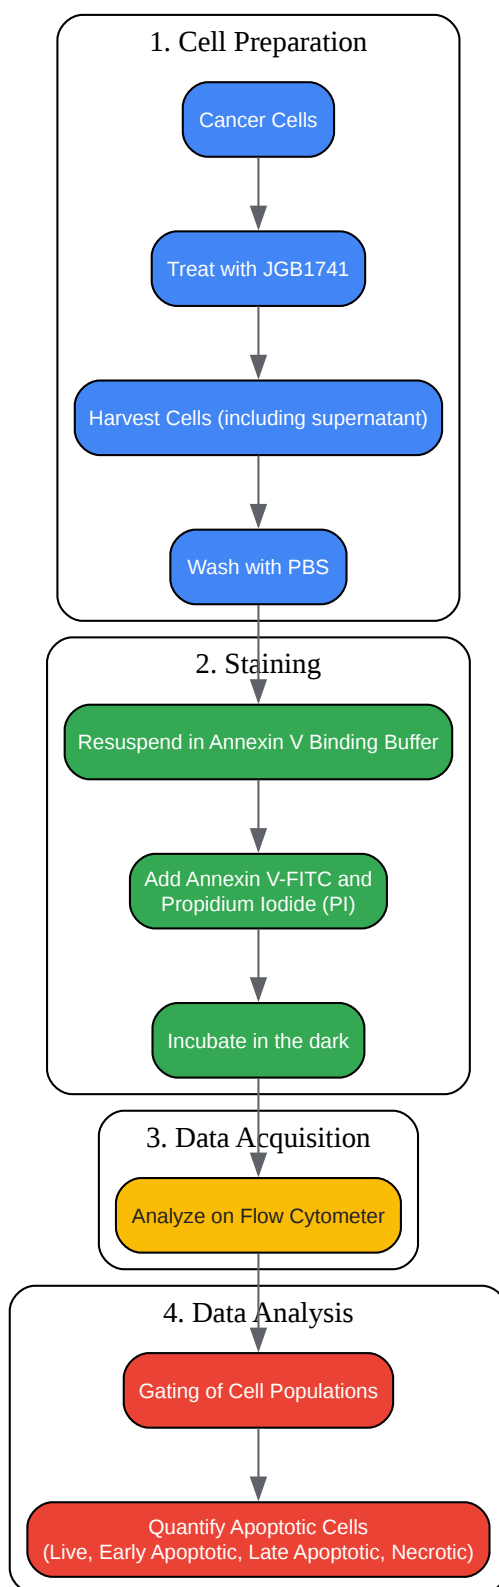 1. Cell Preparation
Cancer Cells
Treat with JGB1741
Harvest Cells (including supernatant)
Wash with PBS
2. Staining
Resuspend in Annexin V Binding Buffer
Add Annexin V-FITC and
Propidium Iodide (PI)
Incubate in the dark
3. Data Acquisition
Analyze on Flow Cytometer
4. Data Analysis
Gating of Cell Populations
Quantify Apoptotic Cells
(Live, Early Apoptotic, Late Apoptotic, Necrotic)